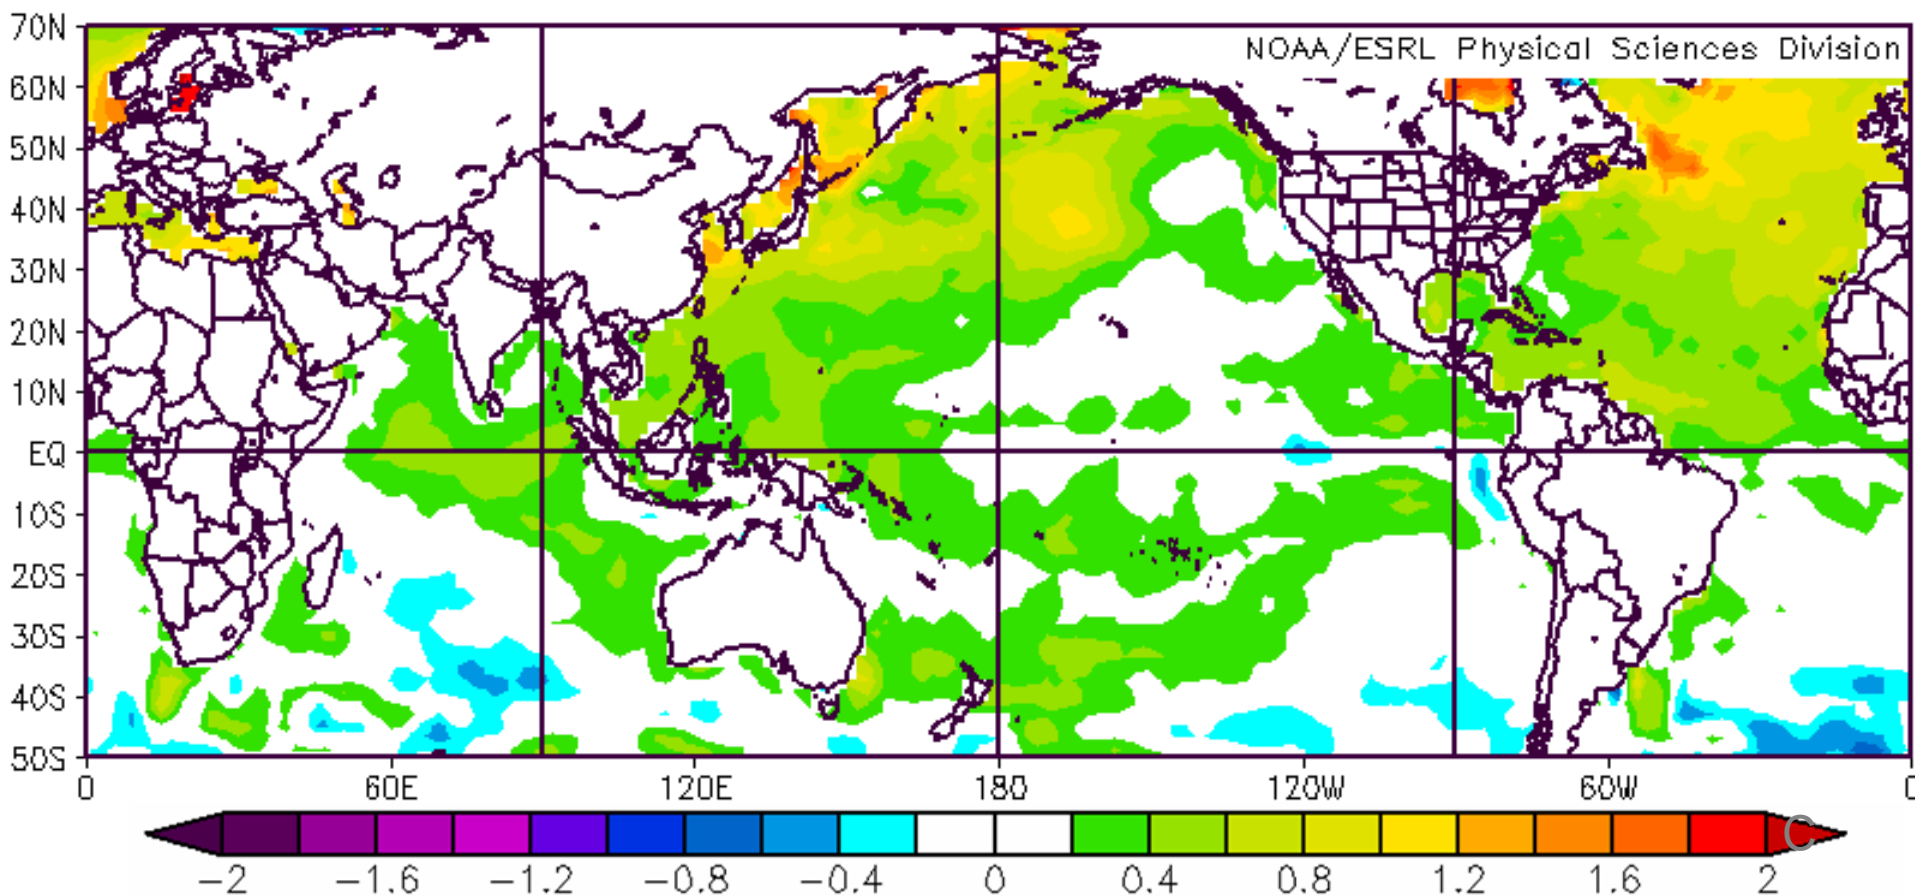 70N
NOAA/ESRL Physical Sciences Division
60N
50N
40N
30N
20N
10N
EQ
10S
20S
30S
40S
50S
0 60E 120E 180 120W 60W 0
C
−2 −1.6 −1.2 −0.8 −0.4 0 0.4 0.8 1.2 1.6 2